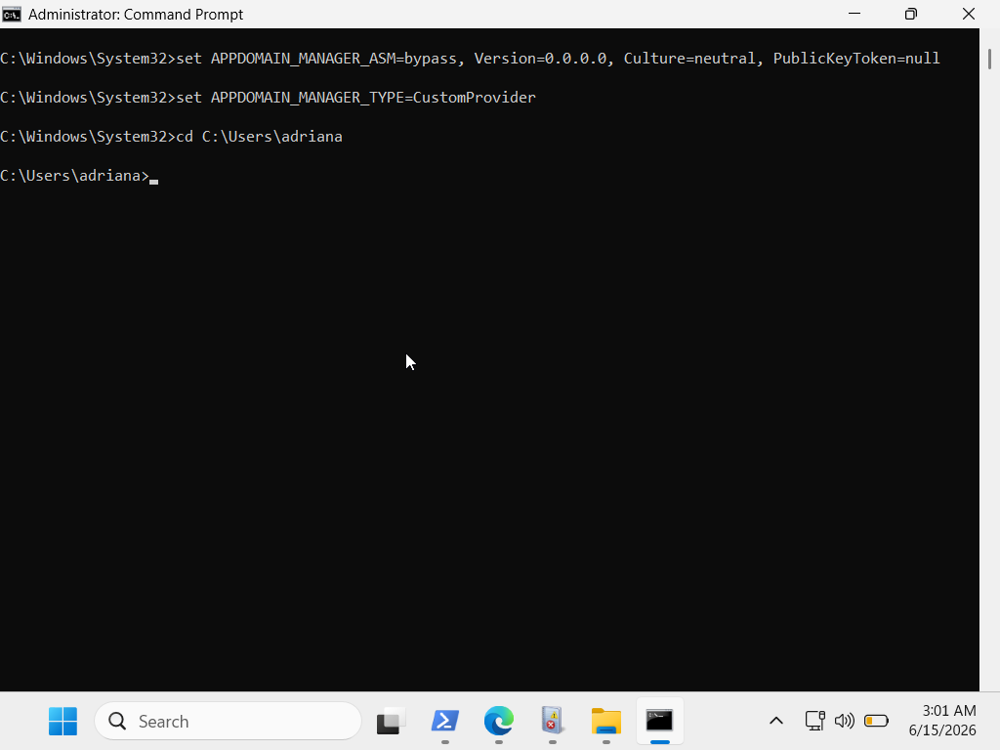 Administrator: Command Prompt
C:\Windows\System32>set APPDOMAIN_MANAGER_ASM=bypass, Version=0.0.0.0, Culture=neutral, PublicKeyToken=null
C:\Windows\System32>set APPDOMAIN_MANAGER_TYPE=CustomProvider
C:\Windows\System32>cd C:\Users\adriana
C:\Users\adriana>
Search
3:01 AM
6/15/2026